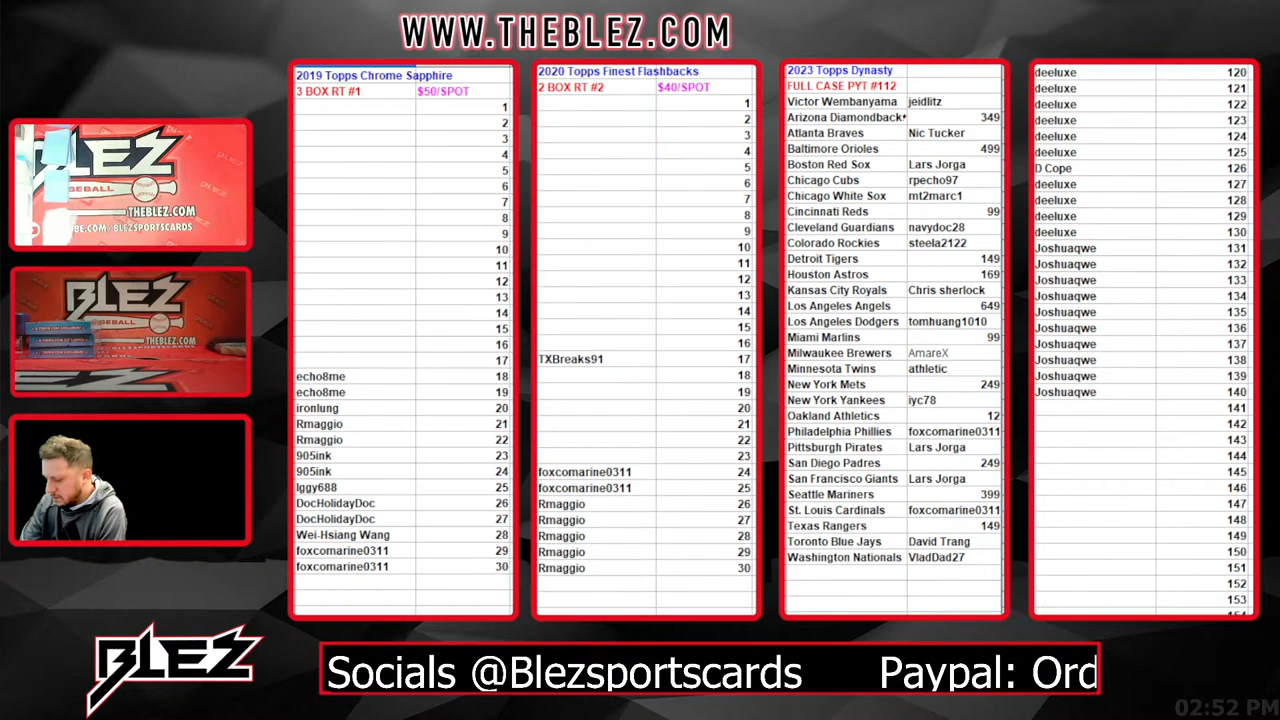 WWW.THEBLEZ.COM
BLEZ
BASEBALL
THEBLEZ.COM
BE.COM/BLEZSPORTSCARDS
BLEZ
BASEBALL
THEBLEZ.COM
2019 Topps Chrome Sapphire
3 BOX RT #1 $50/SPOT
1
2
3
4
5
6
7
8
9
10
11
12
13
14
15
16
17
echo8me 18
echo8me 19
ironlung 20
Rmaggio 21
Rmaggio 22
905ink 23
905ink 24
Iggy688 25
DocHolidayDoc 26
DocHolidayDoc 27
Wei-Hsiang Wang 28
foxcomarine0311 29
foxcomarine0311 30
2020 Topps Finest Flashbacks
2 BOX RT #2 $40/SPOT
1
2
3
4
5
6
7
8
9
10
11
12
13
14
15
16
TXBreaks91 17
18
19
20
21
22
23
foxcomarine0311 24
foxcomarine0311 25
Rmaggio 26
Rmaggio 27
Rmaggio 28
Rmaggio 29
Rmaggio 30
2023 Topps Dynasty
FULL CASE PYT #112
Victor Wembanyama jeidlitz
Arizona Diamondback 349
Atlanta Braves Nic Tucker
Baltimore Orioles 499
Boston Red Sox Lars Jorga
Chicago Cubs rpecho97
Chicago White Sox mt2marc1
Cincinnati Reds 99
Cleveland Guardians navydoc28
Colorado Rockies steela2122
Detroit Tigers 149
Houston Astros 169
Kansas City Royals Chris sherlock
Los Angeles Angels 649
Los Angeles Dodgers tomhuang1010
Miami Marlins 99
Milwaukee Brewers AmareX
Minnesota Twins athletic
New York Mets 249
New York Yankees iyc78
Oakland Athletics 12
Philadelphia Phillies foxcomarine0311
Pittsburgh Pirates Lars Jorga
San Diego Padres 249
San Francisco Giants Lars Jorga
Seattle Mariners 399
St. Louis Cardinals foxcomarine0311
Texas Rangers 149
Toronto Blue Jays David Trang
Washington Nationals VladDad27
deeluxe 120
deeluxe 121
deeluxe 122
deeluxe 123
deeluxe 124
deeluxe 125
D Cope 126
deeluxe 127
deeluxe 128
deeluxe 129
deeluxe 130
Joshuaqwe 131
Joshuaqwe 132
Joshuaqwe 133
Joshuaqwe 134
Joshuaqwe 135
Joshuaqwe 136
Joshuaqwe 137
Joshuaqwe 138
Joshuaqwe 139
Joshuaqwe 140
141
142
143
144
145
146
147
148
149
150
151
152
153
BLEZ
Socials @Blezsportscards Paypal: Ord
02:52 PM